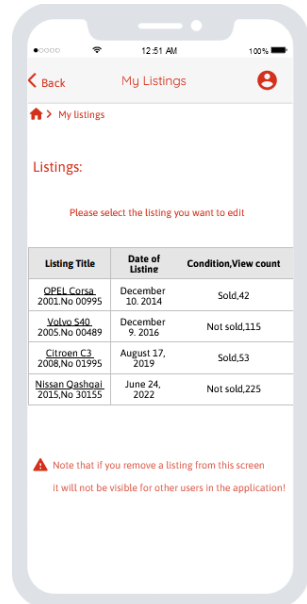 12:51 AM 100%
Back My Listings
> My listings
Listings:
Please select the listing you want to edit
Listing Title Date of Listing Condition,View count
OPEL Corsa 2001,No 00995 December 10. 2014 Sold,42
Volvo S40 2005.No 00489 December 9. 2016 Not sold,115
Citroen C3 2008,No 01995 August 17, 2019 Sold,53
Nissan Qashqai 2015,No 30155 June 24, 2022 Not sold,225
Note that if you remove a listing from this screen
it will not be visible for other users in the application!